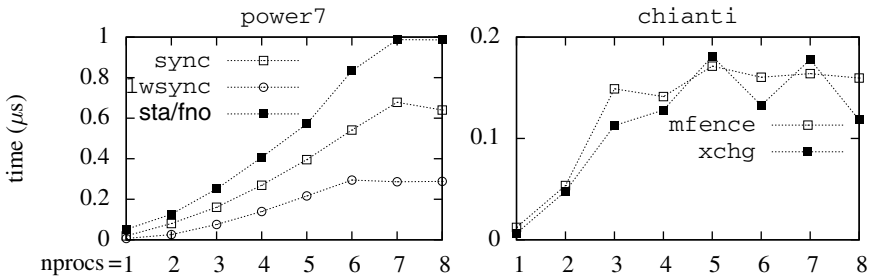 power7
chianti
time (μs)
1
0.8
0.6
0.4
0.2
0
sync
lwsync
sta/fno
nprocs = 1 2 3 4 5 6 7 8
0.2
0.1
0
mfence
xchg
1 2 3 4 5 6 7 8